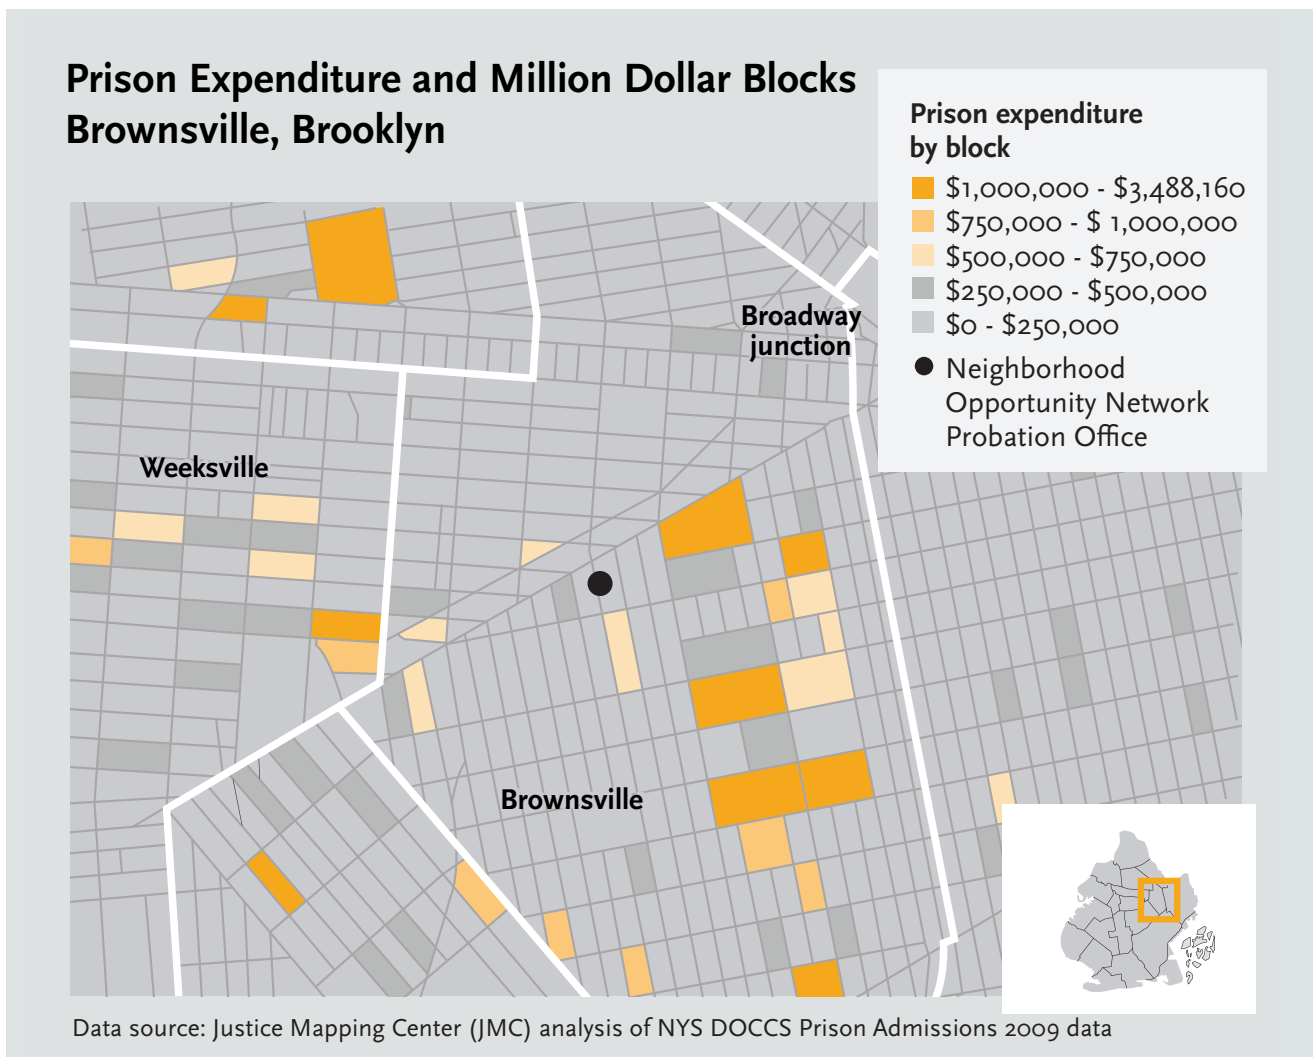 Prison Expenditure and Million Dollar Blocks
Brownsville, Brooklyn
Prison expenditure
by block
$1,000,000 - $3,488,160
$750,000 - $ 1,000,000
$500,000 - $750,000
$250,000 - $500,000
$0 - $250,000
Neighborhood
Opportunity Network
Probation Office
Broadway
junction
Weeksville
Brownsville
Data source: Justice Mapping Center (JMC) analysis of NYS DOCCS Prison Admissions 2009 data